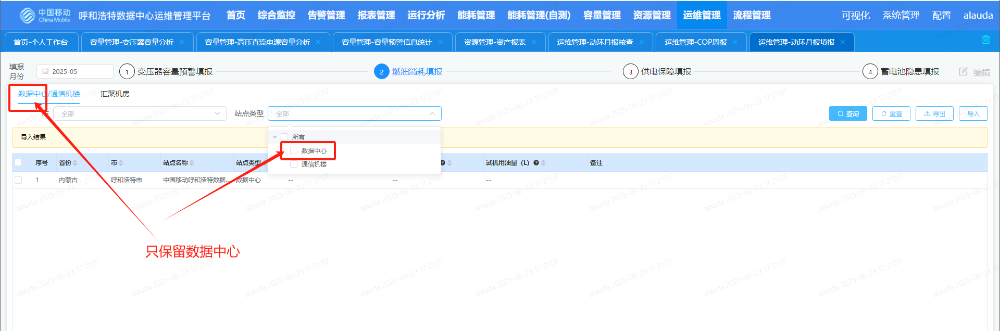 中国移动
China Mobile
呼和浩特数据中心运维管理平台 首页 综合监控 告警管理 报表管理 运行分析 能耗管理 能耗管理(自测) 容量管理 资源管理 运维管理 流程管理 可视化 系统管理 配置 alauda
首页-个人工作台 容量管理-变压器容量分析 × 容量管理-高压直流电源容量分析 × 容量管理-容量预警信息统计 × 资源管理-资产报表 × 运维管理-动环月报核查 × 运维管理-COP周报 × 运维管理-动环月报填报 ×
填报
月份
2025-05 1 变压器容量预警填报 2 燃油消耗填报 3 供电保障填报 4 蓄电池隐患填报 编辑
数据中心/通信机楼 汇聚机房
市 全部 站点类型 全部 查询 重置 导出 导入
导入结果
所有
数据中心
通信机楼
序号 省份 市 站点名称 站点类型 试机用油量（L） 备注
1 内蒙古 呼和浩特市 中国移动呼和浩特数据... 数据中心 -- -- --
只保留数据中心
alauda 2025-06-23 17:21:07